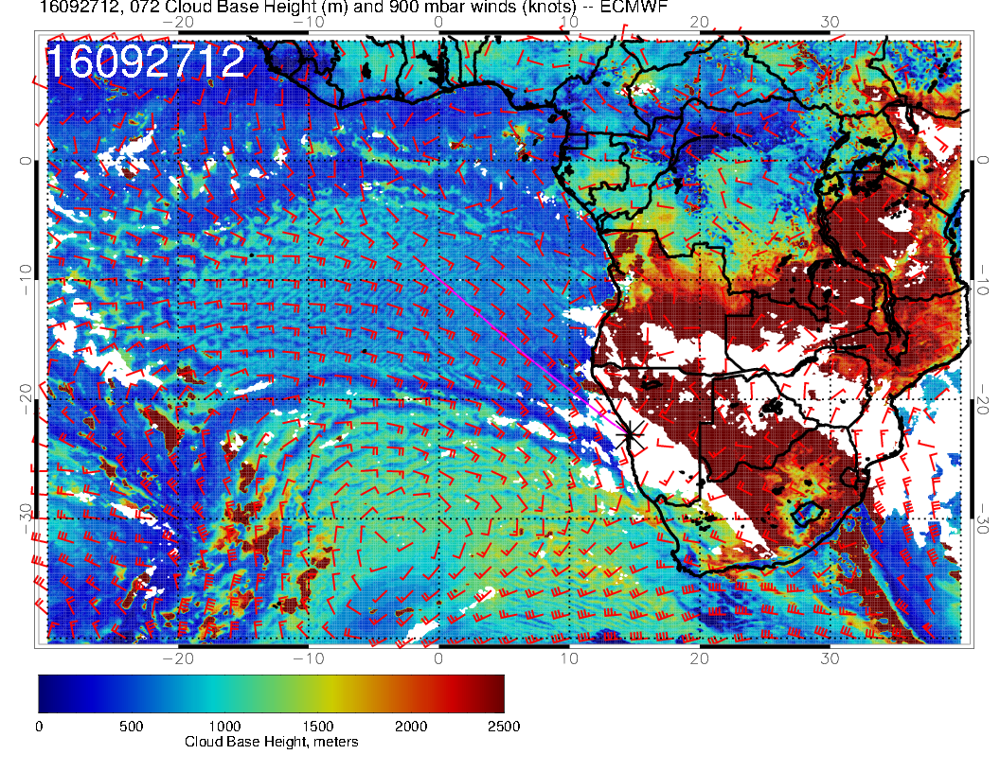 16092712, 072 Cloud Base Height (m) and 900 mbar winds (knots) -- ECMWF
−20 −10 0 10 20 30
16092712
0 0
−10 −10
−20 −20
−30 −30
−20 −10 0 10 20 30
0 500 1000 1500 2000 2500
Cloud Base Height, meters